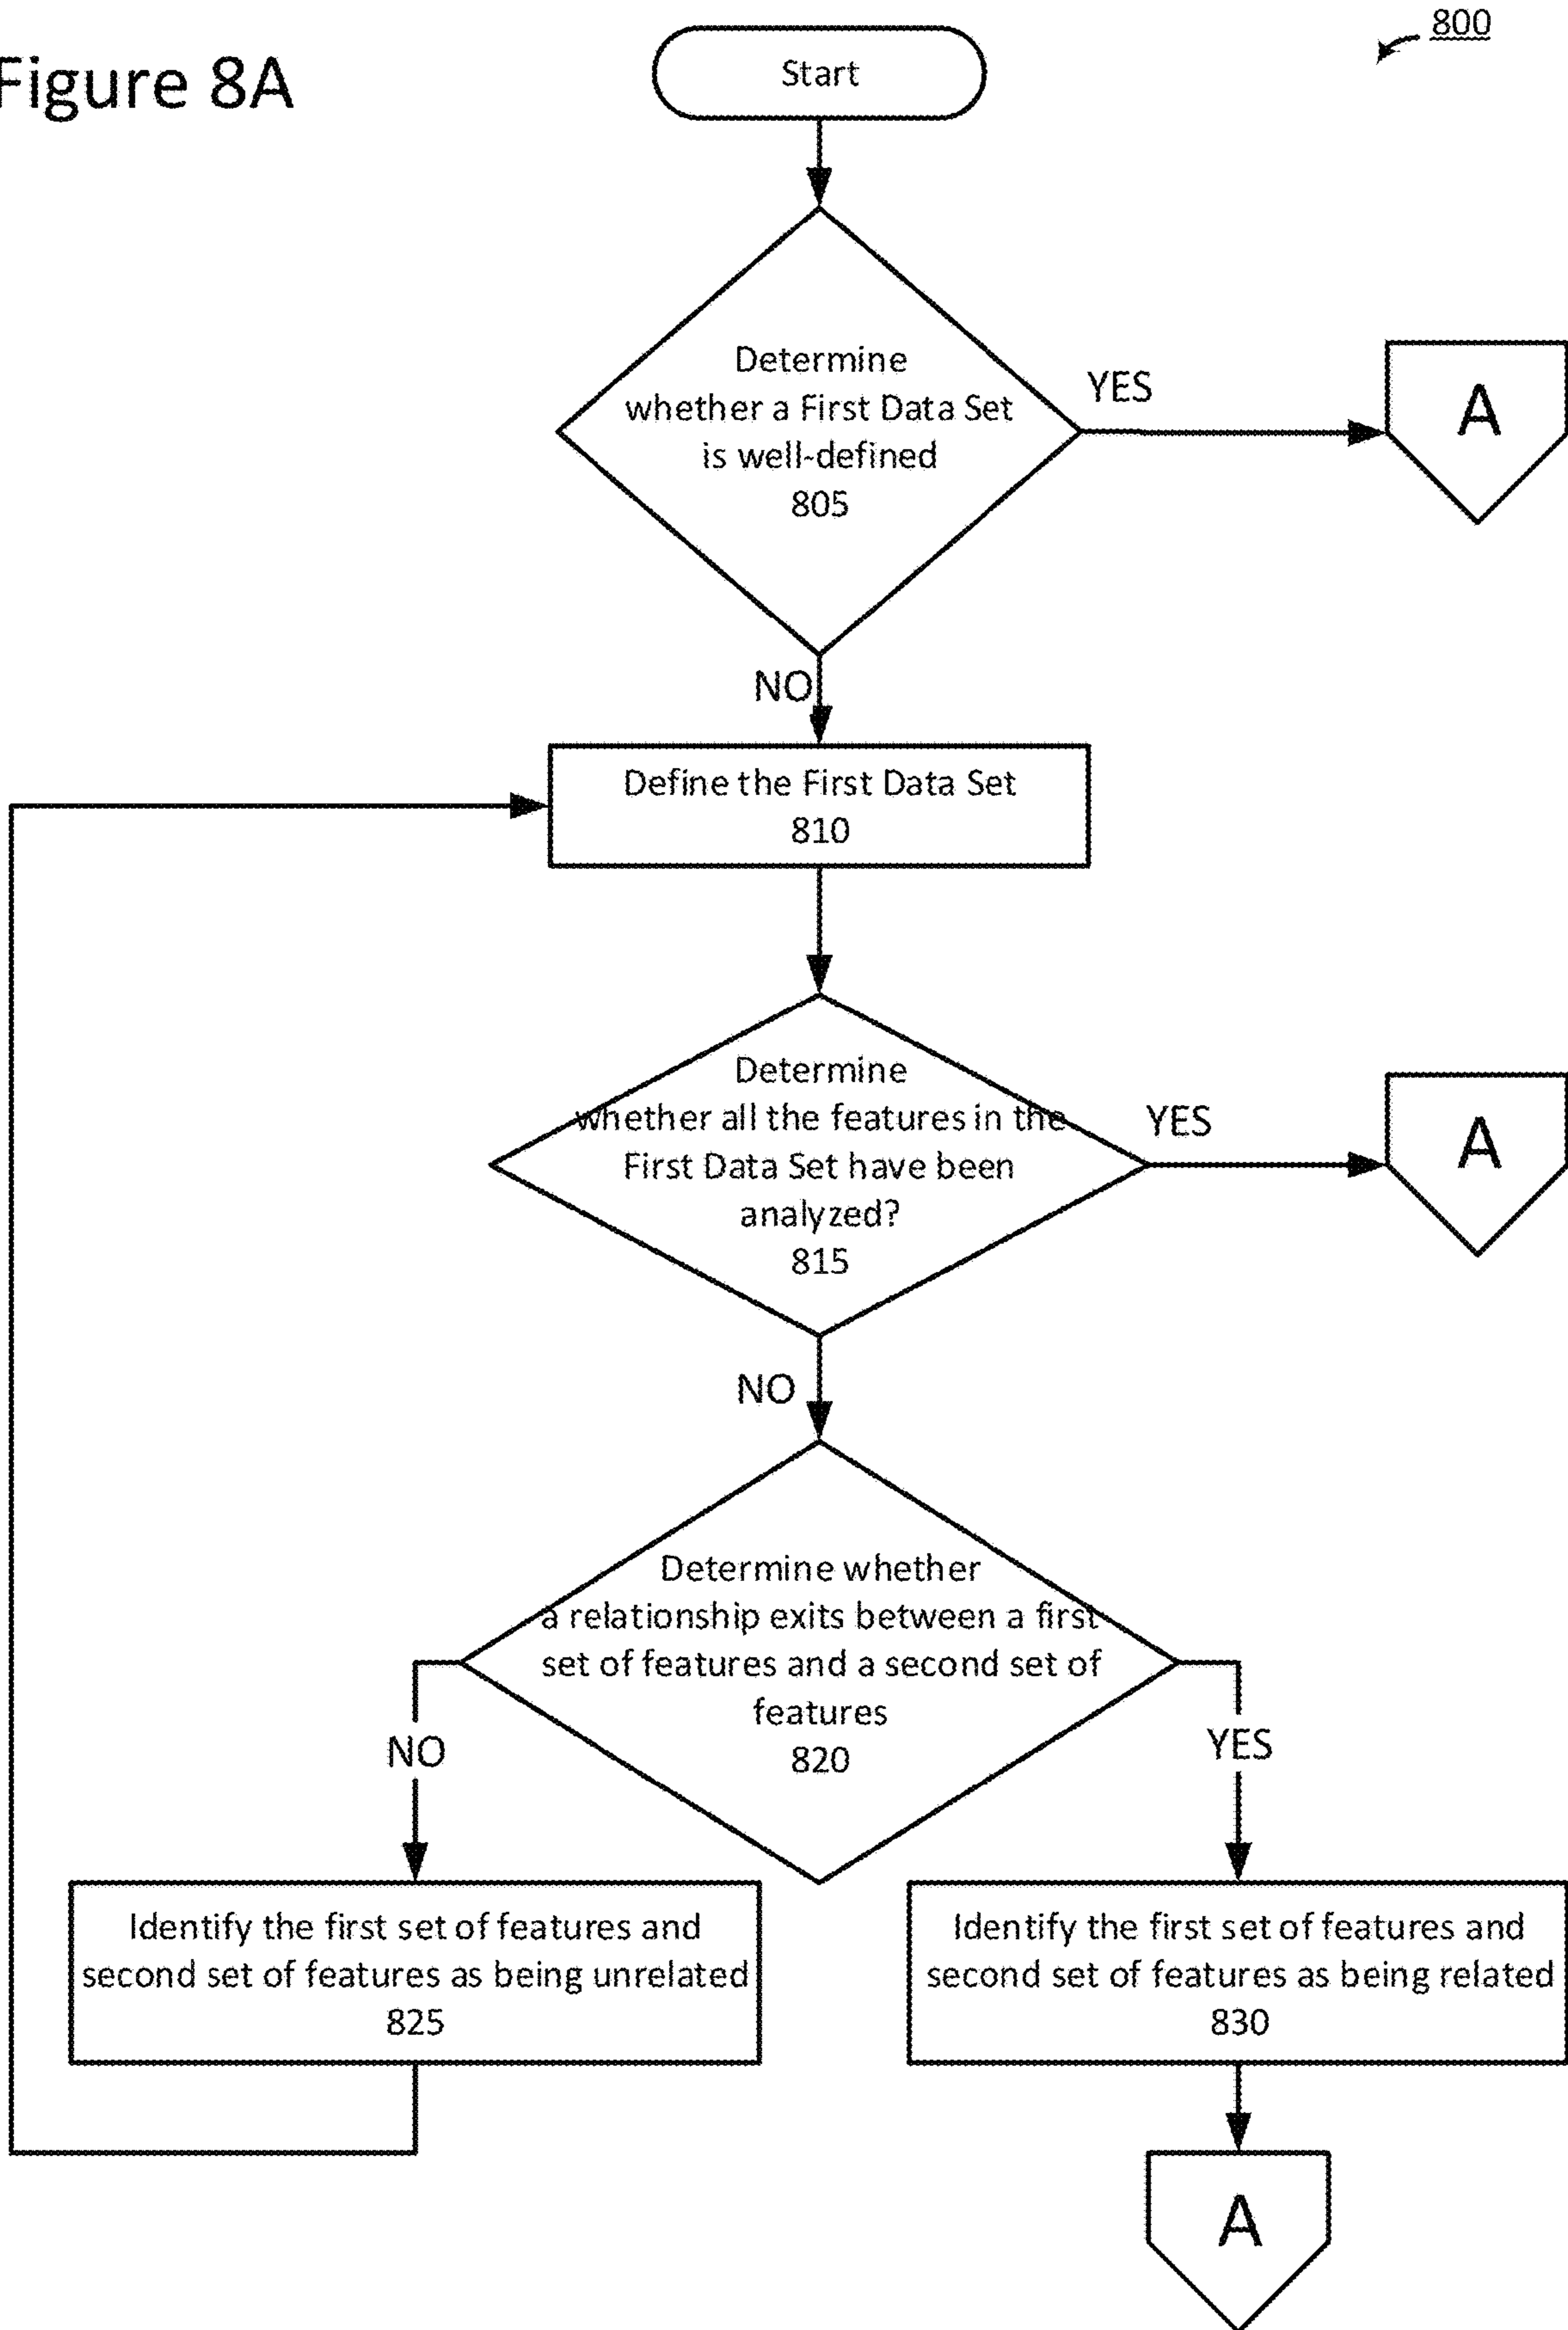 Figure 8A
800
Start
Determine
whether a First Data Set
is well-defined
805
YES
A
NO
Define the First Data Set
810
Determine
whether all the features in the
First Data Set have been
analyzed?
815
YES
A
NO
Determine whether
a relationship exits between a first
set of features and a second set of
features
820
NO
YES
Identify the first set of features and
second set of features as being unrelated
825
Identify the first set of features and
second set of features as being related
830
A